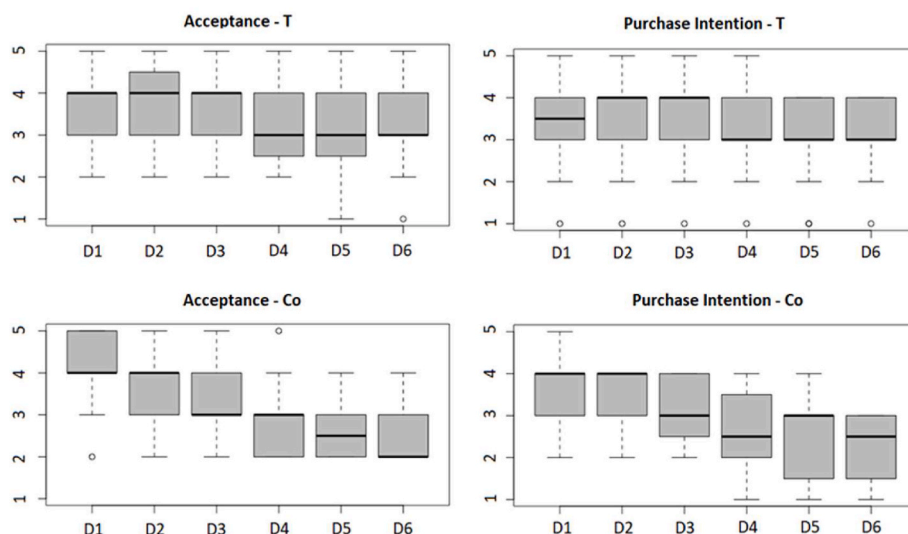 Acceptance - T
5
4
3
2
1
D1 D2 D3 D4 D5 D6
Purchase Intention - T
5
4
3
2
1
D1 D2 D3 D4 D5 D6
Acceptance - Co
5
4
3
2
1
D1 D2 D3 D4 D5 D6
Purchase Intention - Co
5
4
3
2
1
D1 D2 D3 D4 D5 D6